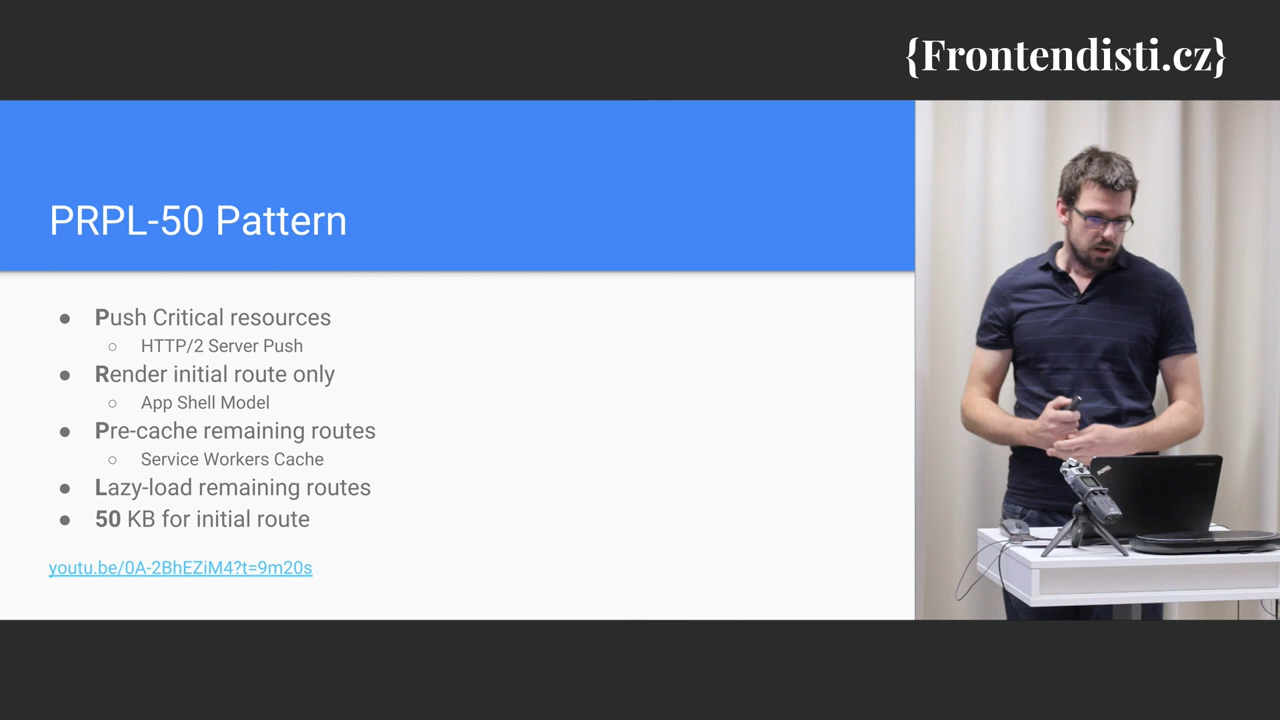 {Frontendisti.cz}
PRPL-50 Pattern
● Push Critical resources
○ HTTP/2 Server Push
● Render initial route only
○ App Shell Model
● Pre-cache remaining routes
○ Service Workers Cache
● Lazy-load remaining routes
● 50 KB for initial route
youtu.be/0A-2BhEZiM4?t=9m20s